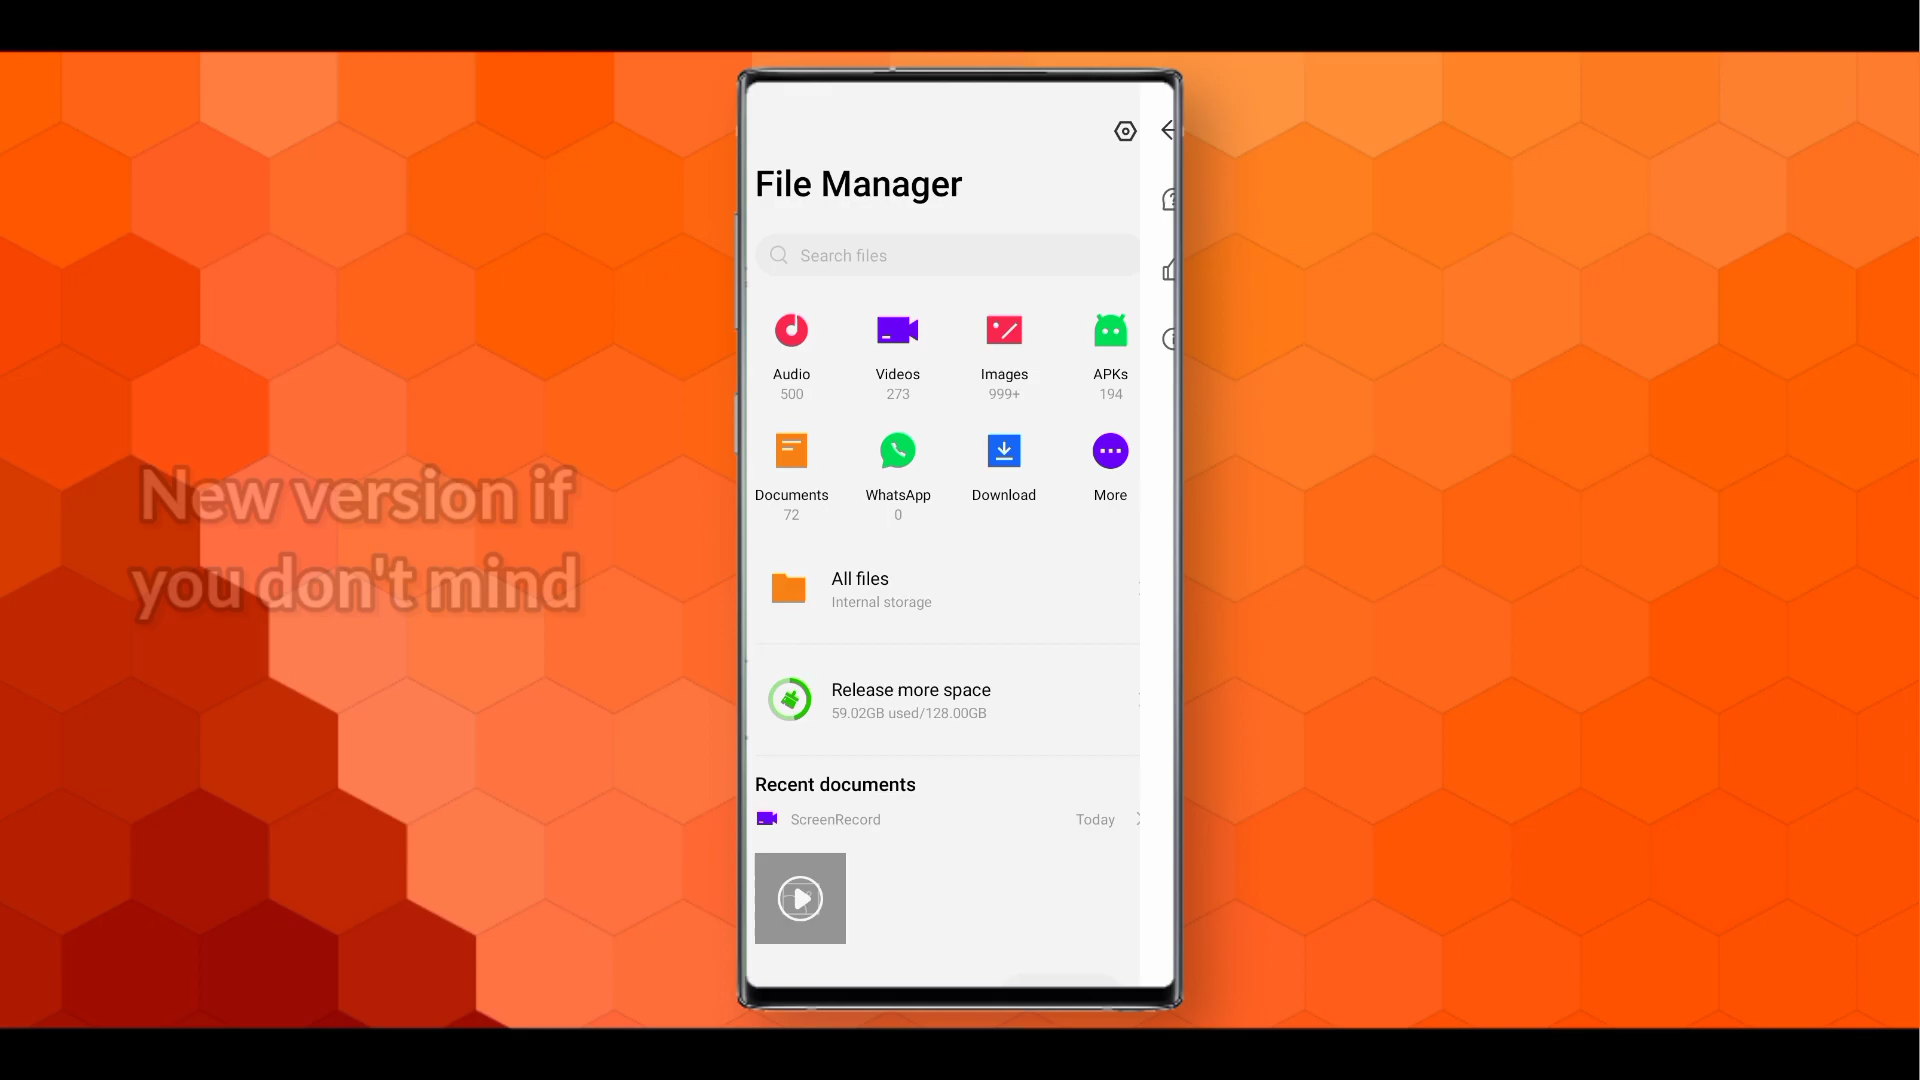 File Manager
Search files
Audio
Videos
Images
APKs
500
273
999+
194
Documents
WhatsApp
Download
More
72
0
New version if
you don't mind
All files
Internal storage
Release more space
59.02GB used/128.00GB
Recent documents
ScreenRecord
Today